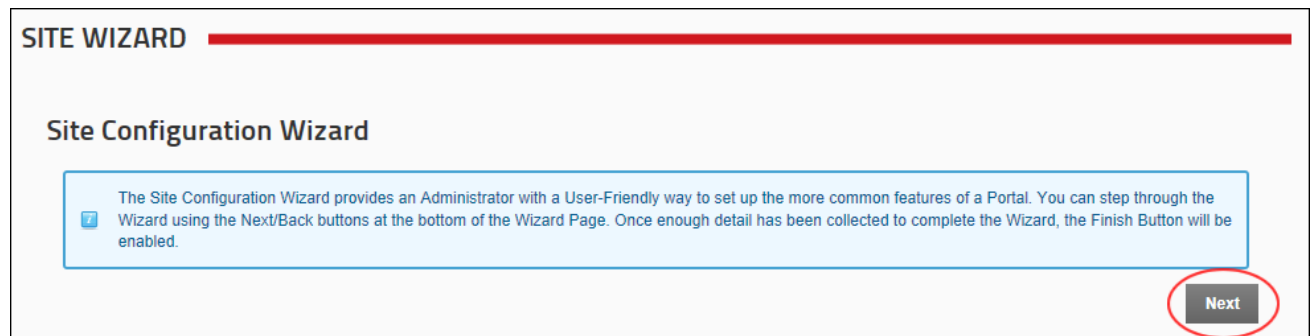 SITE WIZARD
Site Configuration Wizard
The Site Configuration Wizard provides an Administrator with a User-Friendly way to set up the more common features of a Portal. You can step through the
Wizard using the Next/Back buttons at the bottom of the Wizard Page. Once enough detail has been collected to complete the Wizard, the Finish Button will be
enabled.
Next